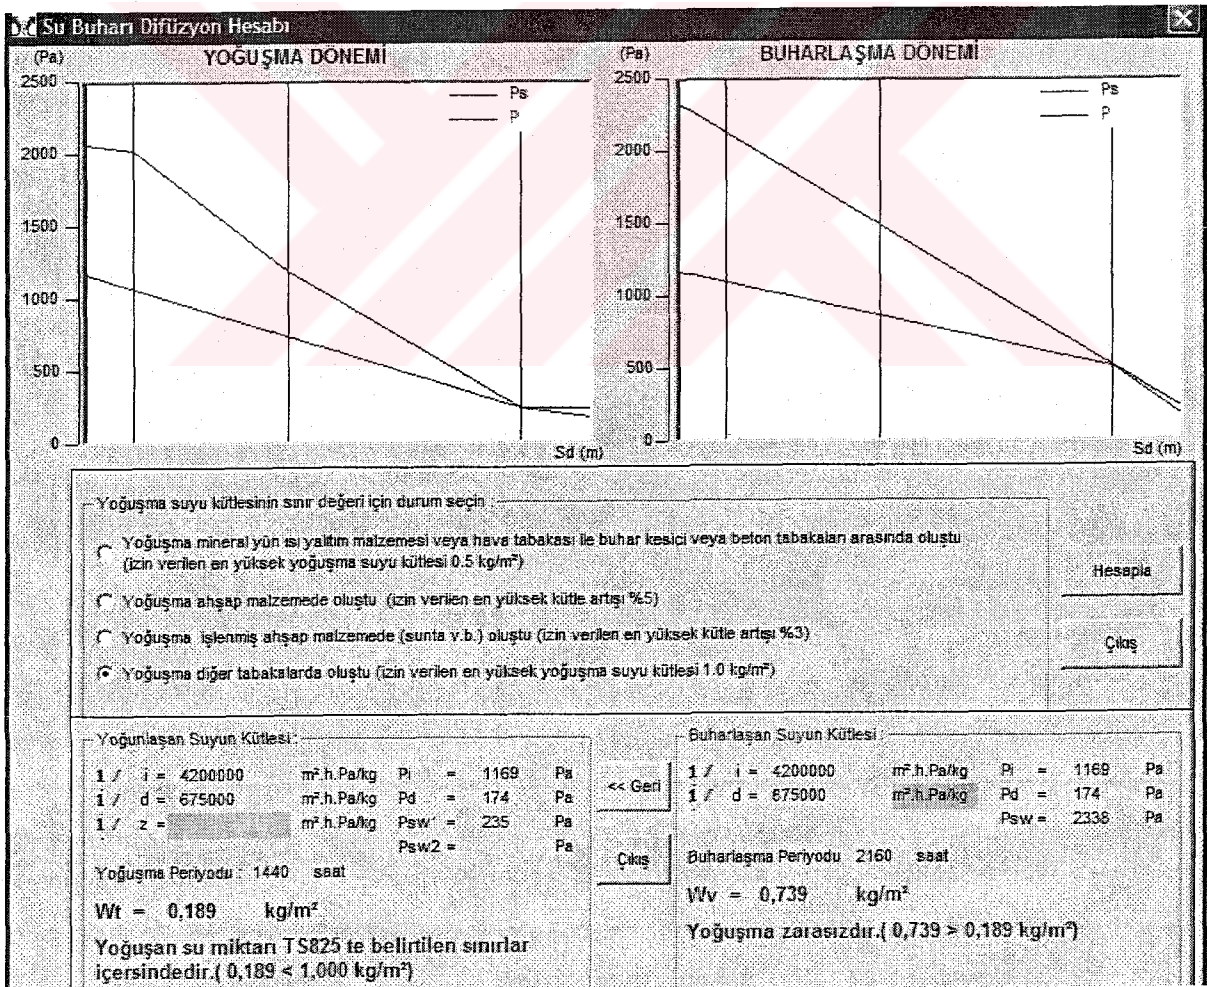 Su Buharı Difüzyon Hesabı
(Pa)
YOĞUŞMA DÖNEMİ
2500
2000
1500
1000
500
0
Ps
P
Sd (m)
(Pa)
BUHARLAŞMA DÖNEMİ
2500
2000
1500
1000
500
0
Ps
P
Sd (m)
Yoğuşma suyu kütlesinin sınır değeri için durum seçin :
Yoğuşma mineral yün ısı yalıtım malzemesi veya hava tabakası ile buhar kesici veya beton tabakaları arasında oluştu
(izin verilen en yüksek yoğuşma suyu kütlesi 0.5 kg/m²)
Yoğuşma ahşap malzemede oluştu (izin verilen en yüksek kütle artışı %5)
Yoğuşma işlenmiş ahşap malzemede (sunta v.b.) oluştu (izin verilen en yüksek kütle artışı %3)
Yoğuşma diğer tabakalarda oluştu (izin verilen en yüksek yoğuşma suyu kütlesi 1.0 kg/m²)
Hesapla
Çıkış
Yoğunlaşan Suyun Kütlesi :
1 / i = 4200000 m².h.Pa/kg Pi = 1169 Pa
1 / d = 675000 m².h.Pa/kg Pd = 174 Pa
1 / z = m².h.Pa/kg Psw1 = 235 Pa
Psw2 = Pa
Yoğuşma Periyodu : 1440 saat
Wt = 0,189 kg/m²
Yoğuşan su miktarı TS825 te belirtilen sınırlar
içersindedir.( 0,189 < 1,000 kg/m²)
<< Geri
Çıkış
Buharlaşan Suyun Kütlesi :
1 / i = 4200000 m².h.Pa/kg Pi = 1169 Pa
1 / d = 675000 m².h.Pa/kg Pd = 174 Pa
Psw = 2338 Pa
Buharlaşma Periyodu 2160 saat
Wv = 0,739 kg/m²
Yoğuşma zarasızdır.( 0,739 > 0,189 kg/m²)